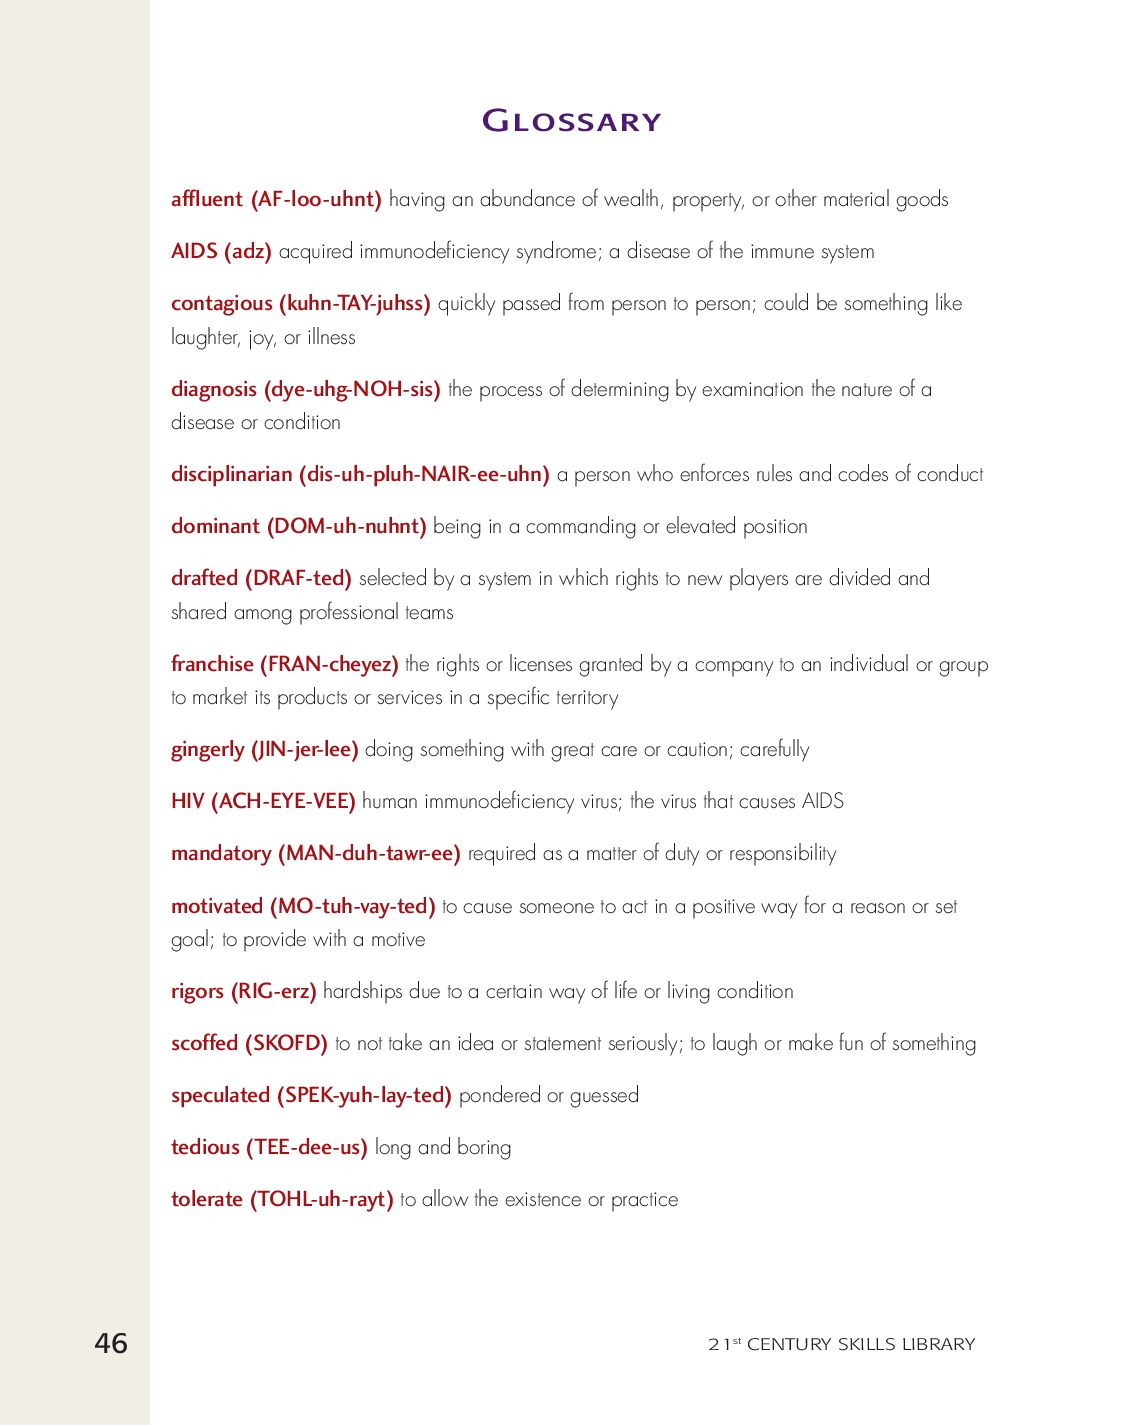 Glossary
affluent (AF-loo-uhnt) having an abundance of wealth, property, or other material goods
AIDS (adz) acquired immunodeficiency syndrome; a disease of the immune system
contagious (kuhn-TAY-juhss) quickly passed from person to person; could be something like
laughter, joy, or illness
diagnosis (dye-uhg-NOH-sis) the process of determining by examination the nature of a
disease or condition
disciplinarian (dis-uh-pluh-NAIR-ee-uhn) a person who enforces rules and codes of conduct
dominant (DOM-uh-nuhnt) being in a commanding or elevated position
drafted (DRAF-ted) selected by a system in which rights to new players are divided and
shared among professional teams
franchise (FRAN-cheyez) the rights or licenses granted by a company to an individual or group
to market its products or services in a specific territory
gingerly (JIN-jer-lee) doing something with great care or caution; carefully
HIV (ACH-EYE-VEE) human immunodeficiency virus; the virus that causes AIDS
mandatory (MAN-duh-tawr-ee) required as a matter of duty or responsibility
motivated (MO-tuh-vay-ted) to cause someone to act in a positive way for a reason or set
goal; to provide with a motive
rigors (RIG-erz) hardships due to a certain way of life or living condition
scoffed (SKOFD) to not take an idea or statement seriously; to laugh or make fun of something
speculated (SPEK-yuh-lay-ted) pondered or guessed
tedious (TEE-dee-us) long and boring
tolerate (TOHL-uh-rayt) to allow the existence or practice
46
21st CENTURY SKILLS LIBRARY